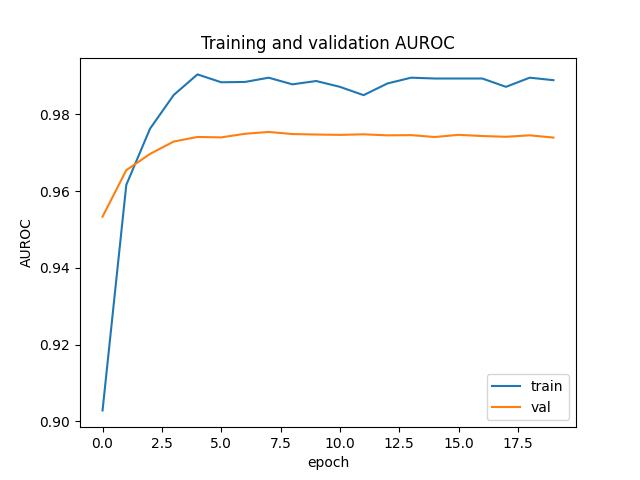 Training and validation AUROC
AUROC
0.98
0.96
0.94
0.92
0.90
0.0 2.5 5.0 7.5 10.0 12.5 15.0 17.5
epoch
train
val